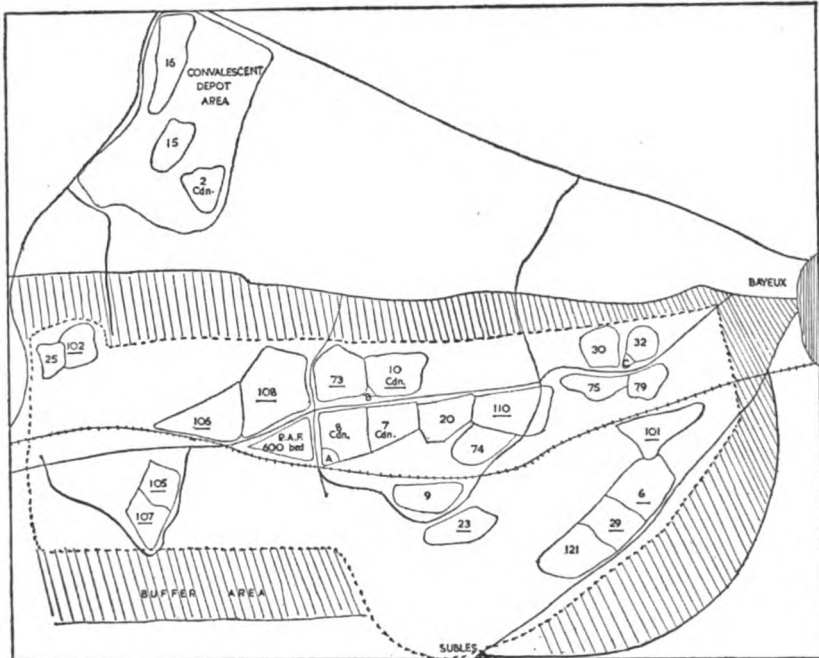 16
CONVALESCENT
DEPOT
AREA
15
2
Cdn.
BAYEUX
25
102
30
32
C
73
10
Cdn.
B
75
79
108
106
R.A.F.
600 bed
8
Cdn.
A
7
Cdn.
20
110
74
101
105
107
9
23
6
29
121
BUFFER AREA
SUBLES